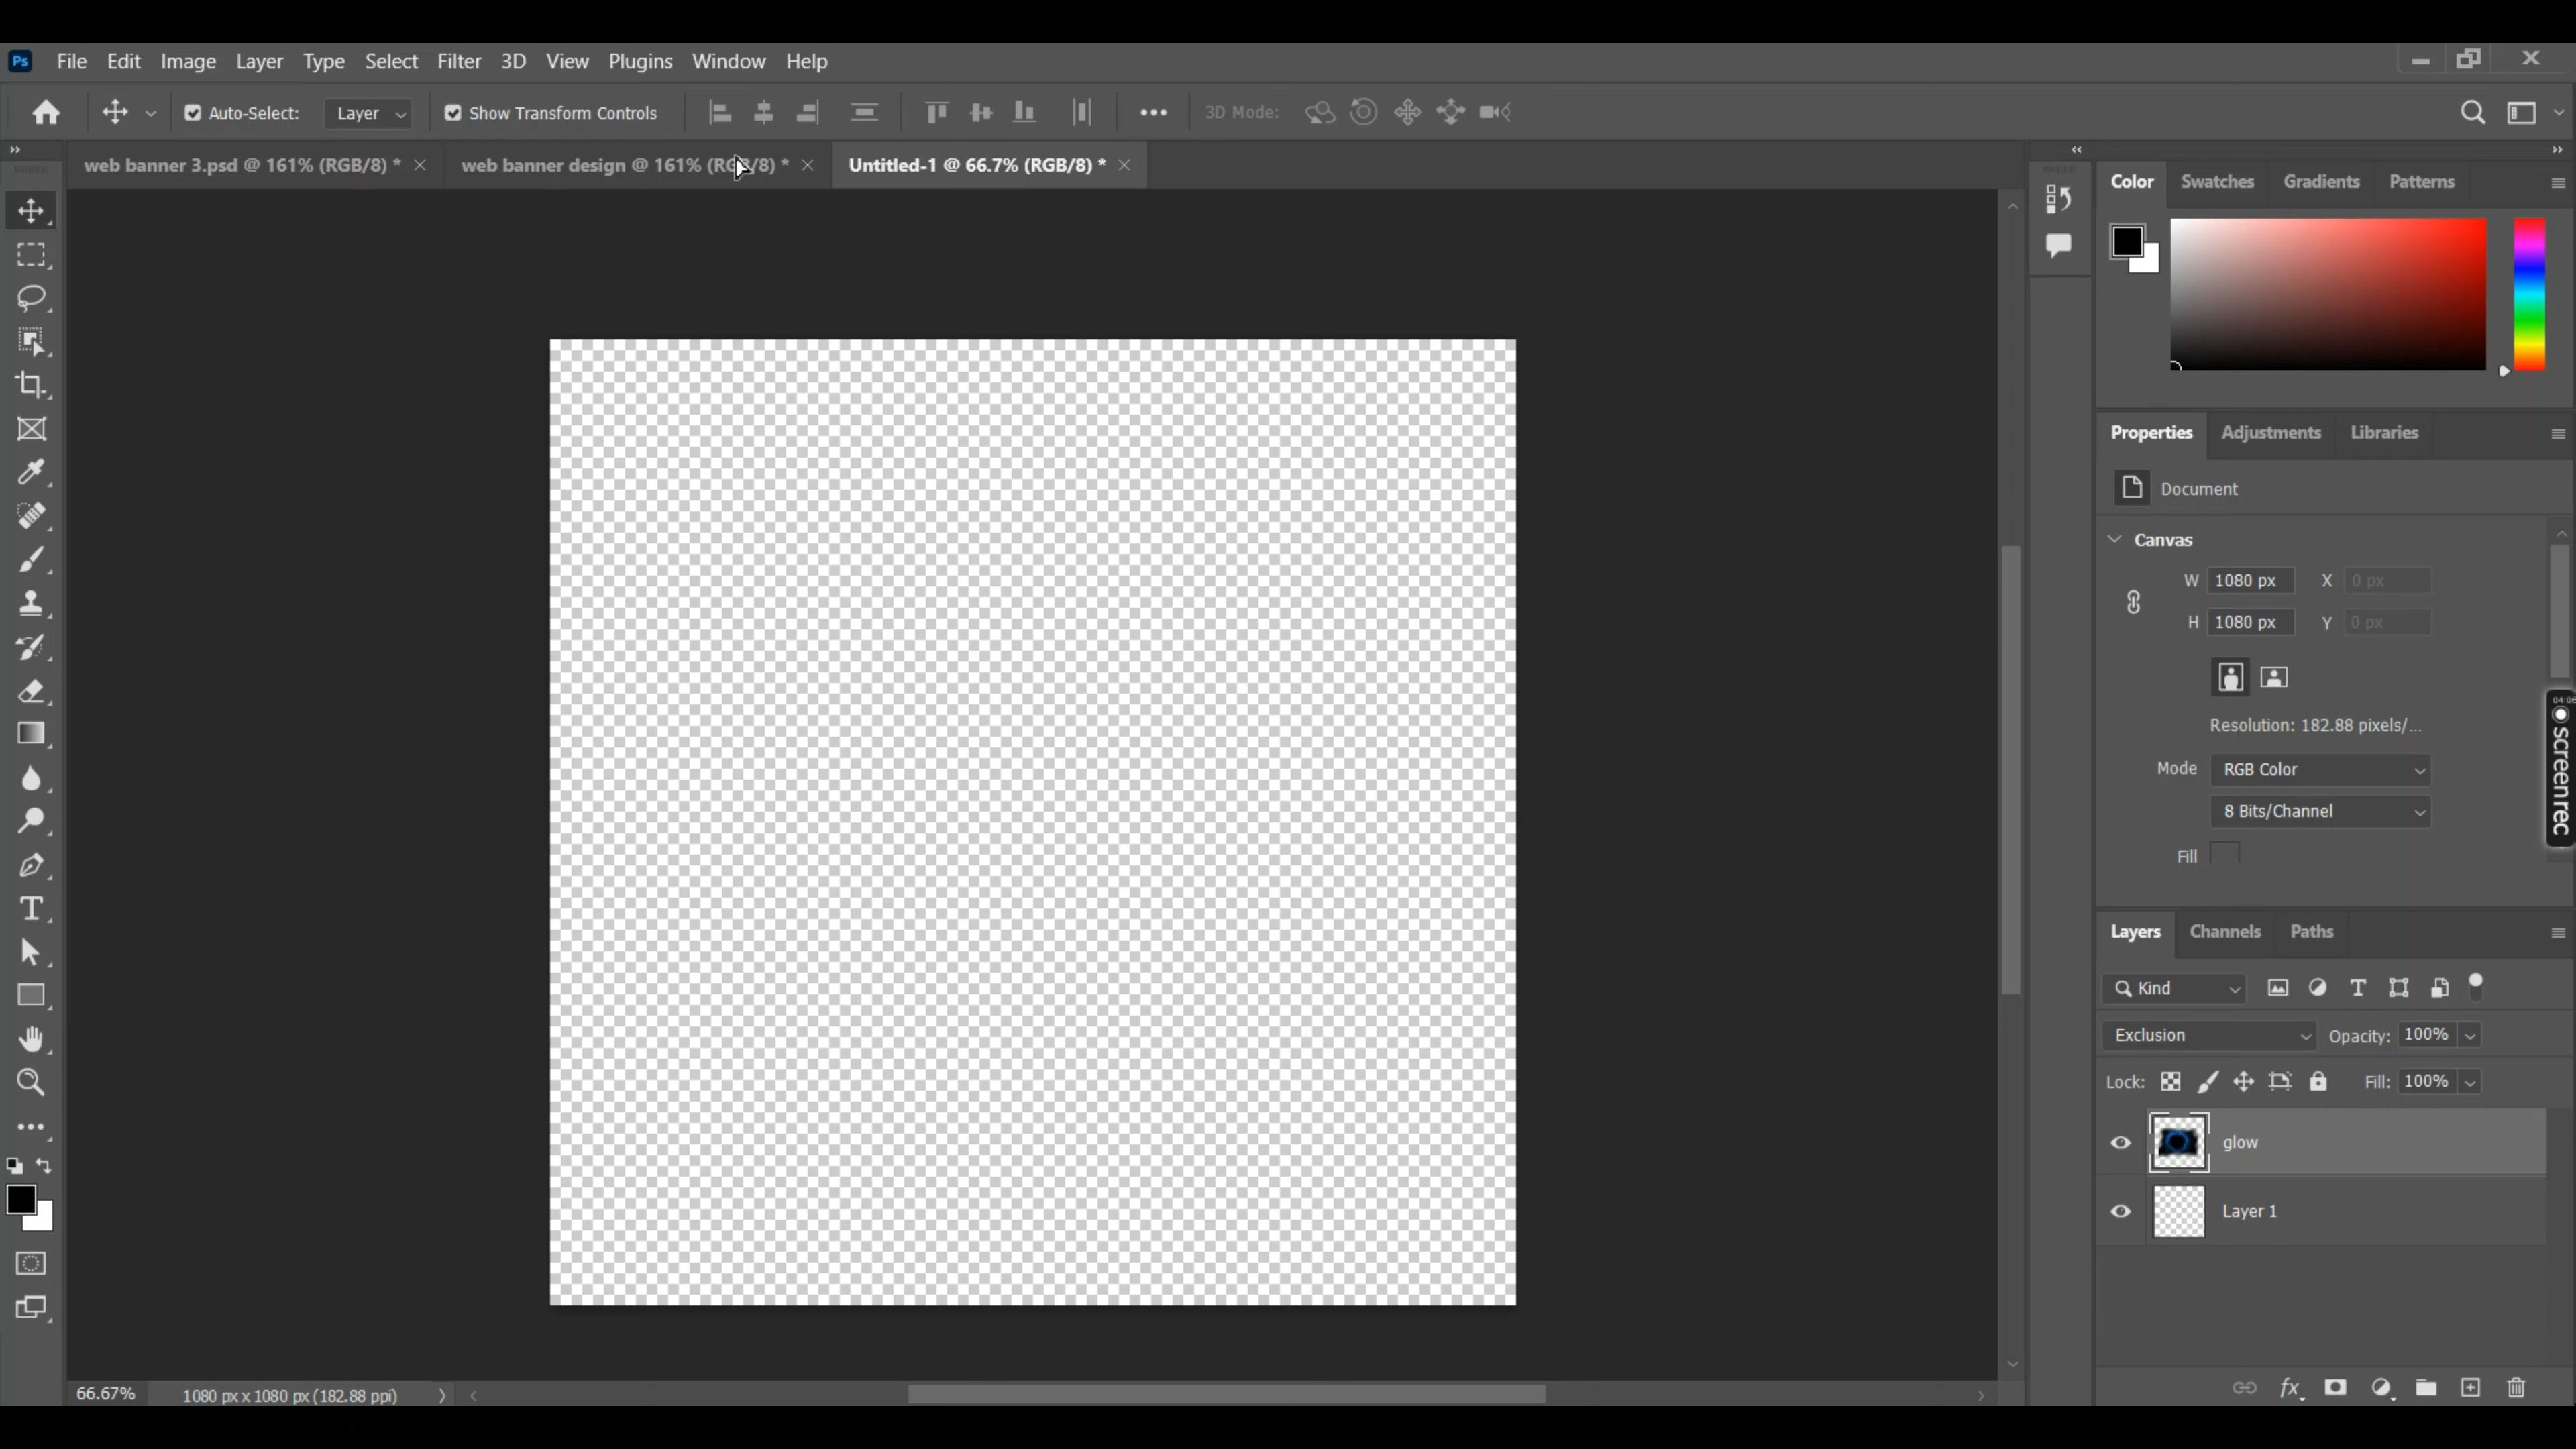 Ps File Edit Image Layer Type Select Filter 3D View Plugins Window Help
Auto-Select: Layer Show Transform Controls 3D Mode:
web banner 3.psd @ 161% (RGB/8) * web banner design @ 161% (RGB/8) * Untitled-1 @ 66.7% (RGB/8) *
Color Swatches Gradients Patterns
Properties Adjustments Libraries
Document
Canvas
W 1080 px X 0 px
H 1080 px Y 0 px
Resolution: 182.88 pixels/...
Mode RGB Color
8 Bits/Channel
Fill
screenrec
Layers Channels Paths
Kind
Exclusion Opacity: 100%
Lock: Fill: 100%
glow
Layer 1
fx
66.67% 1080 px x 1080 px (182.88 ppi)